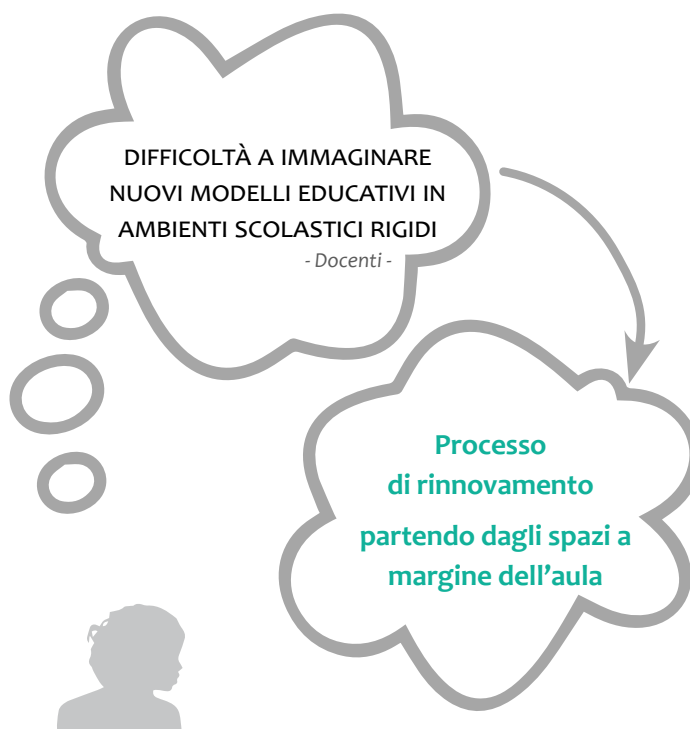 DIFFICOLTÀ A IMMAGINARE
NUOVI MODELLI EDUCATIVI IN
AMBIENTI SCOLASTICI RIGIDI
- Docenti -
Processo
di rinnovamento
partendo dagli spazi a
margine dell’aula